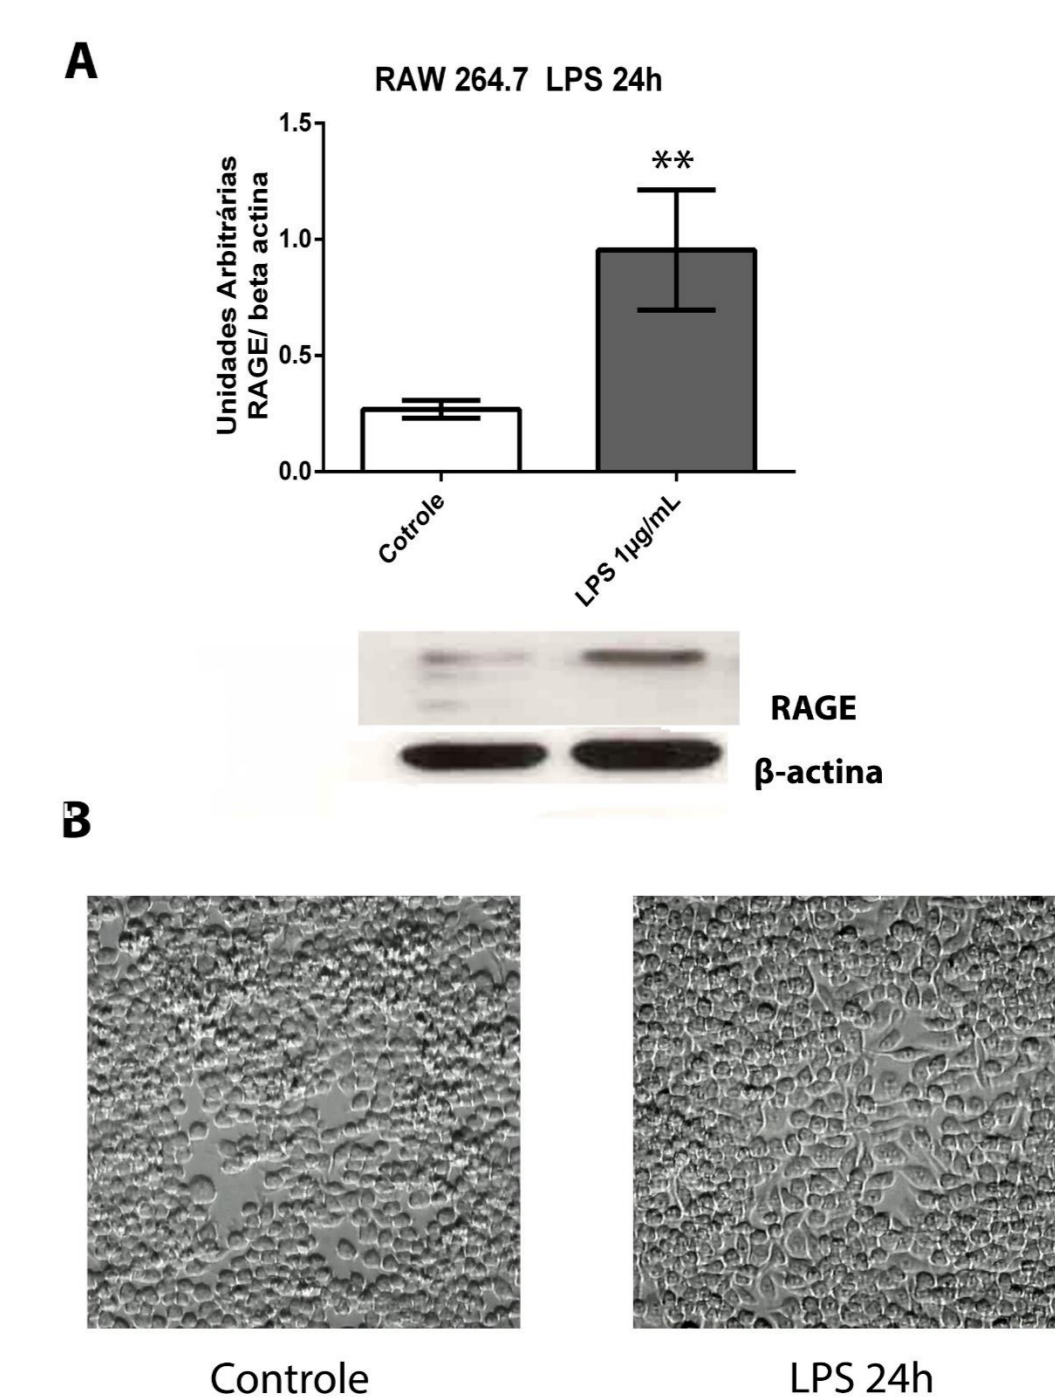 A
RAW 264.7 LPS 24h
Unidades Arbitrárias
RAGE/ beta actina
1.5
**
1.0
0.5
0.0
Cotrole
LPS 1µg/mL
RAGE
β-actina
B
Controle
LPS 24h